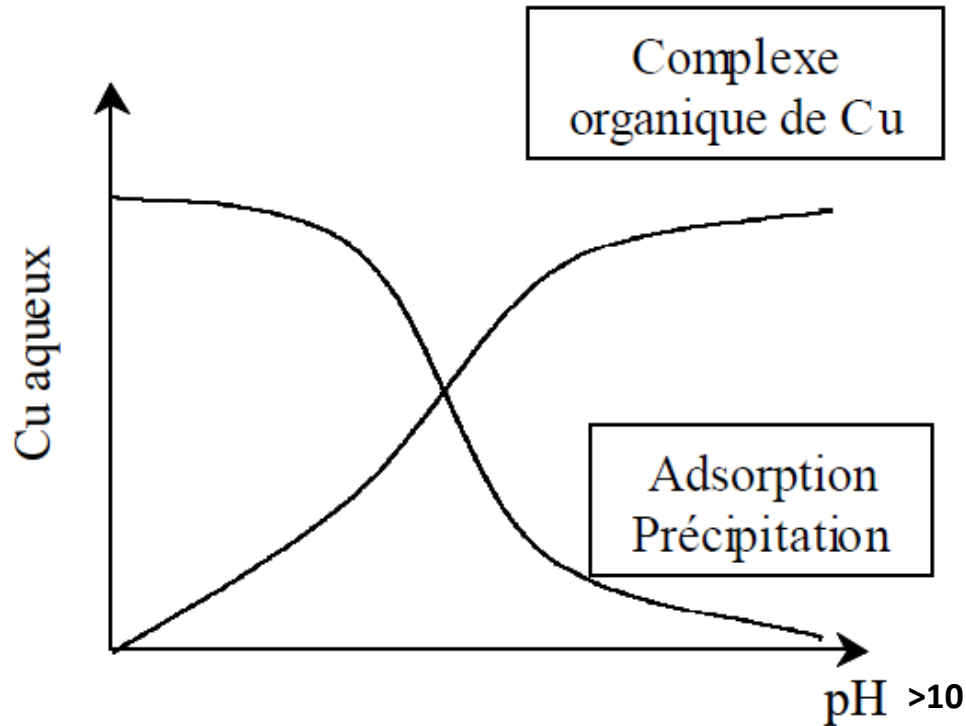 Complexe
organique de Cu
Cu aqueux
Adsorption
Précipitation
pH >10